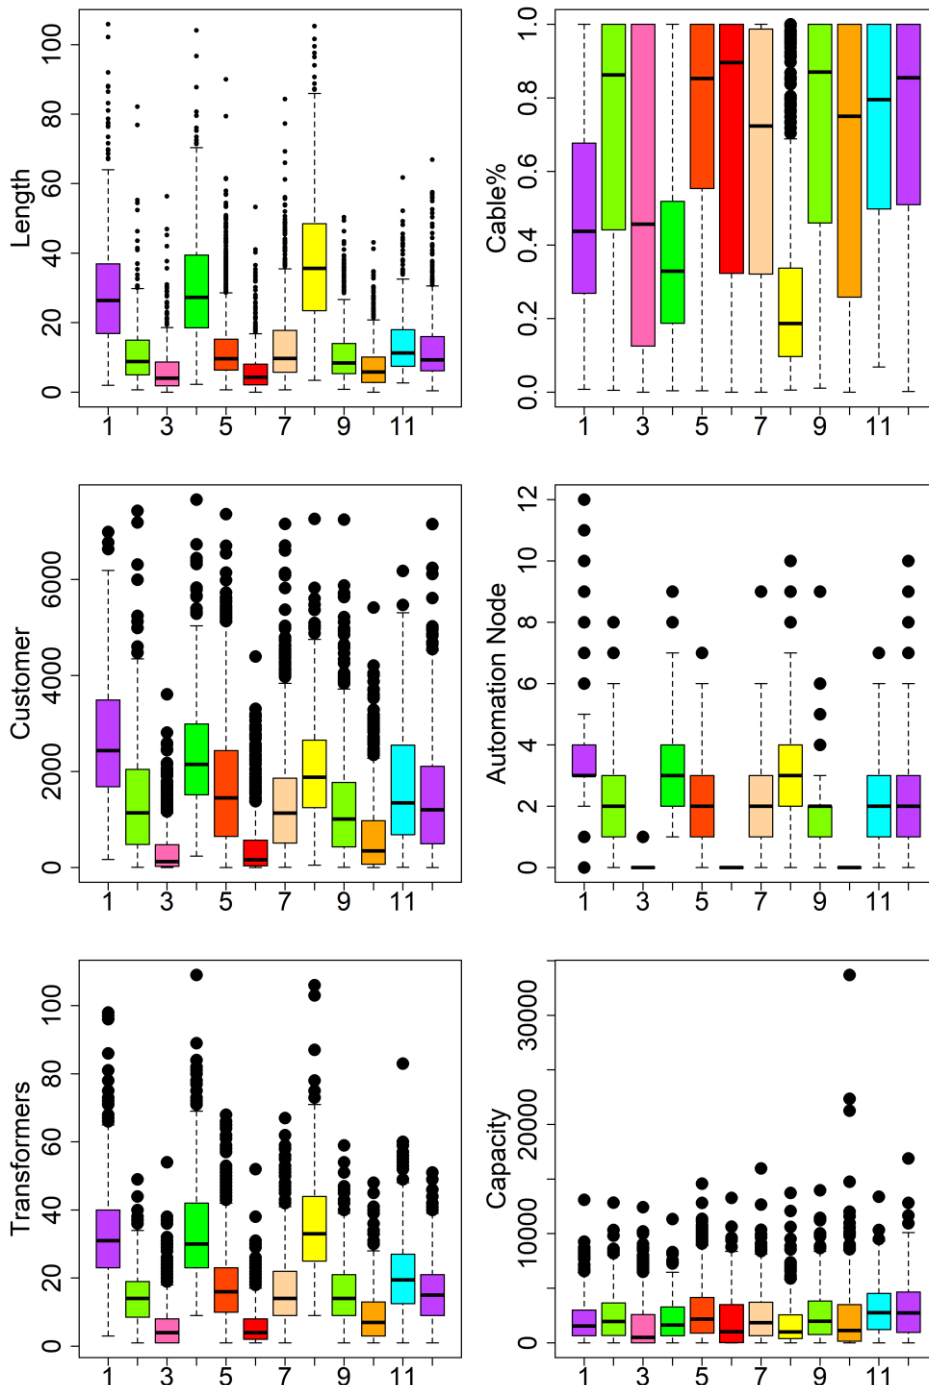 Length
0 20 40 60 80 100
1 3 5 7 9 11
Cable%
0.0 0.2 0.4 0.6 0.8 1.0
1 3 5 7 9 11
Customer
0 2000 4000 6000
1 3 5 7 9 11
Automation Node
0 2 4 6 8 10 12
1 3 5 7 9 11
Transformers
0 20 40 60 80 100
1 3 5 7 9 11
Capacity
0 10000 20000 30000
1 3 5 7 9 11